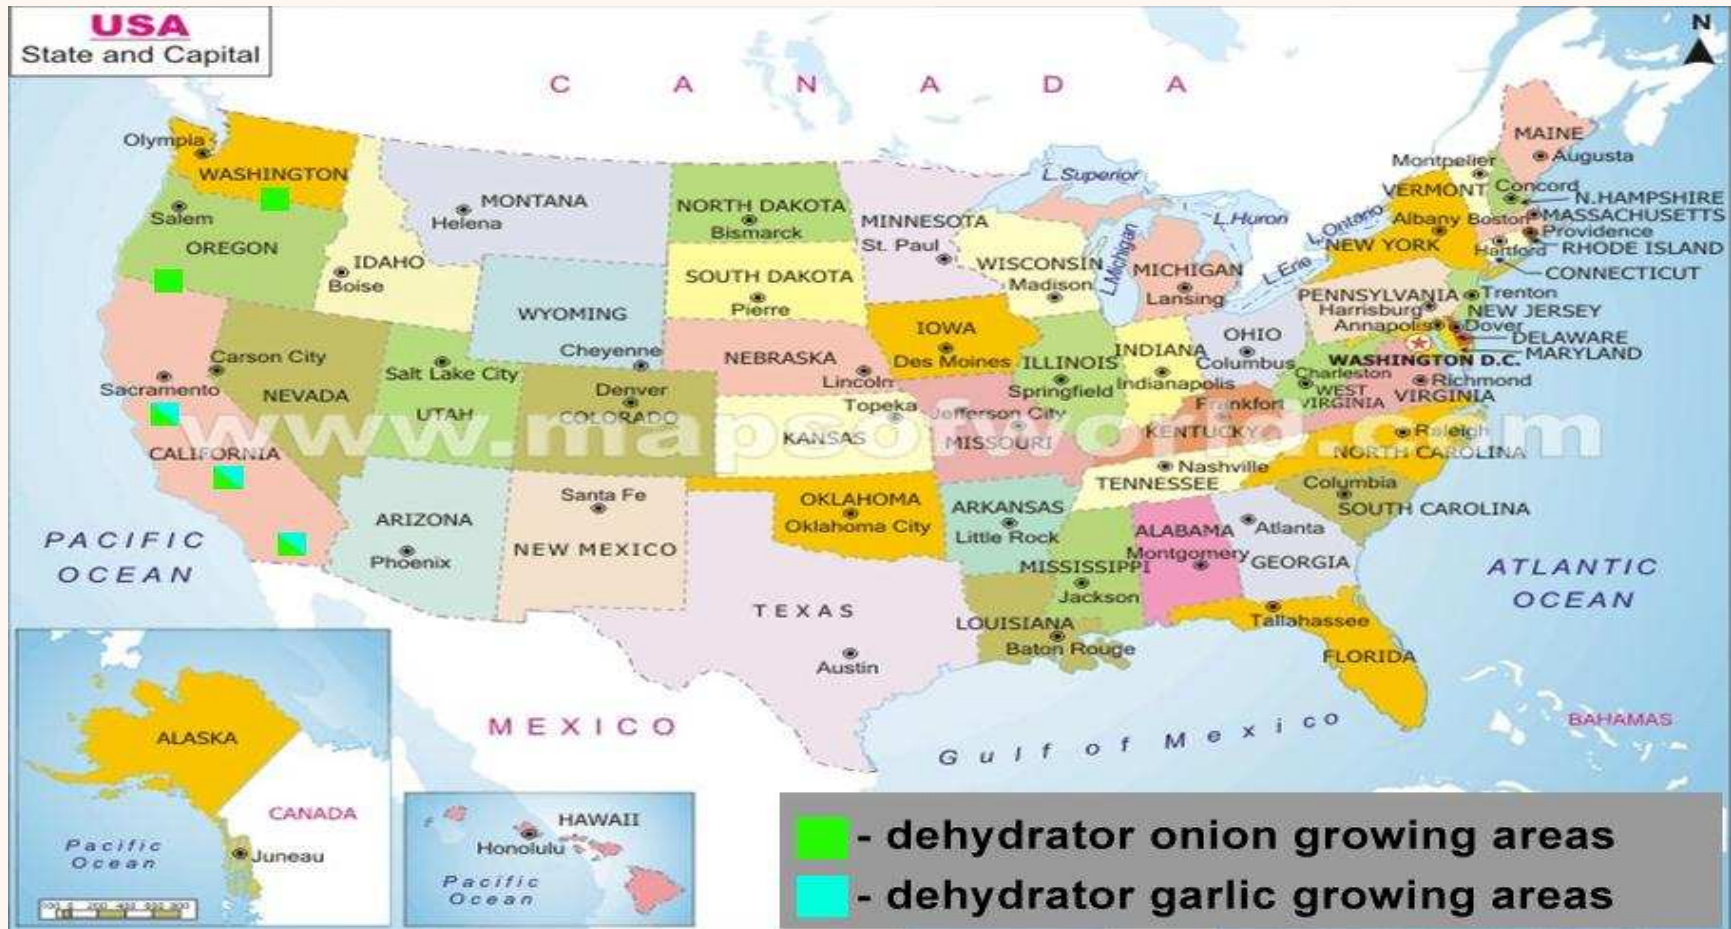 USA
State and Capital
N
C A N A D A
Olympia
WASHINGTON
Salem
OREGON
MONTANA
Helena
IDAHO
Boise
WYOMING
Cheyenne
NORTH DAKOTA
Bismarck
SOUTH DAKOTA
Pierre
MINNESOTA
St. Paul
WISCONSIN
Madison
L.Superior
L.Huron
L.Michigan
L.Ontario
L.Erie
MICHIGAN
Lansing
MAINE
Augusta
Montpelier
VERMONT
Concord
N.HAMPSHIRE
Albany
Boston
MASSACHUSETTS
Providence
NEW YORK
Hartford
RHODE ISLAND
CONNECTICUT
PENNSYLVANIA
Harrisburg
Trenton
NEW JERSEY
Annapolis
Dover
DELAWARE
MARYLAND
WASHINGTON D.C.
Carson City
Sacramento
NEVADA
CALIFORNIA
Salt Lake City
UTAH
Denver
COLORADO
NEBRASKA
Lincoln
IOWA
Des Moines
ILLINOIS
Springfield
INDIANA
Indianapolis
OHIO
Columbus
Charleston
WEST
VIRGINIA
Richmond
VIRGINIA
Topeka
KANSAS
Jefferson City
MISSOURI
Frankfort
KENTUCKY
www.mapsofworld.com
Raleigh
NORTH CAROLINA
Nashville
TENNESSEE
Columbia
SOUTH CAROLINA
ARIZONA
Phoenix
Santa Fe
NEW MEXICO
OKLAHOMA
Oklahoma City
ARKANSAS
Little Rock
MISSISSIPPI
Jackson
ALABAMA
Montgomery
Atlanta
GEORGIA
TEXAS
Austin
LOUISIANA
Baton Rouge
Tallahassee
FLORIDA
PACIFIC
OCEAN
ATLANTIC
OCEAN
MEXICO
Gulf of Mexico
BAHAMAS
ALASKA
CANADA
Juneau
Pacific
Ocean
HAWAII
Honolulu
Pacific
Ocean
- dehydrator onion growing areas
- dehydrator garlic growing areas